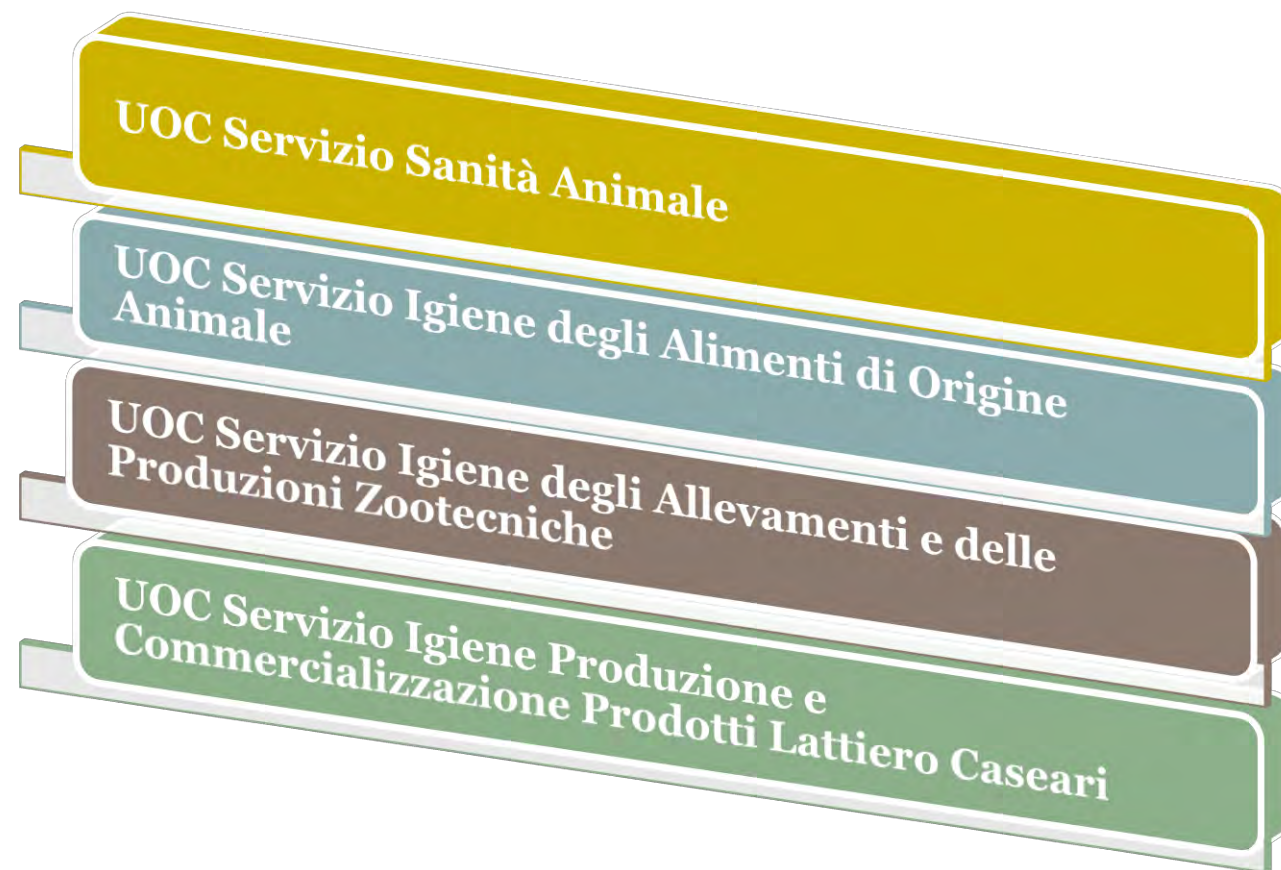 UOC Servizio Sanità Animale
UOC Servizio Igiene degli Alimenti di Origine
Animale
UOC Servizio Igiene degli Allevamenti e delle
Produzioni Zootecniche
UOC Servizio Igiene Produzione e
Commercializzazione Prodotti Lattiero Caseari